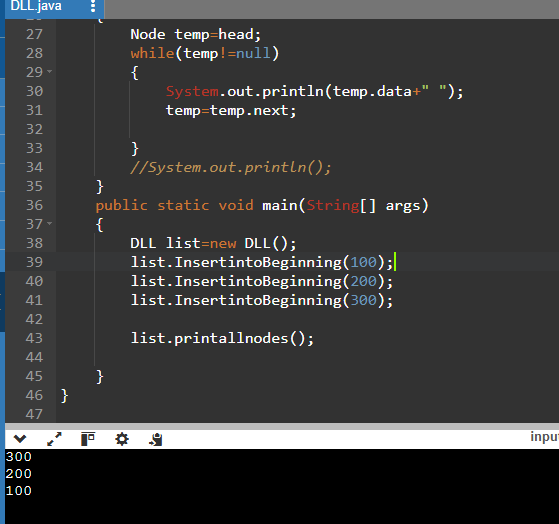 DLL.java
26 {
27 Node temp=head;
28 while(temp!=null)
29 {
30 System.out.println(temp.data+" ");
31 temp=temp.next;
32
33 }
34 //System.out.println();
35 }
36 public static void main(String[] args)
37 {
38 DLL list=new DLL();
39 list.InsertintoBeginning(100);
40 list.InsertintoBeginning(200);
41 list.InsertintoBeginning(300);
42
43 list.printallnodes();
44
45 }
46 }
47
input
300
200
100